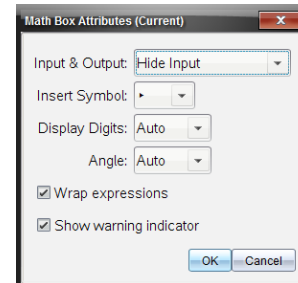 Math Box Attributes (Current)
Input & Output: Hide Input
Insert Symbol:
Display Digits: Auto
Angle: Auto
Wrap expressions
Show warning indicator
OK Cancel